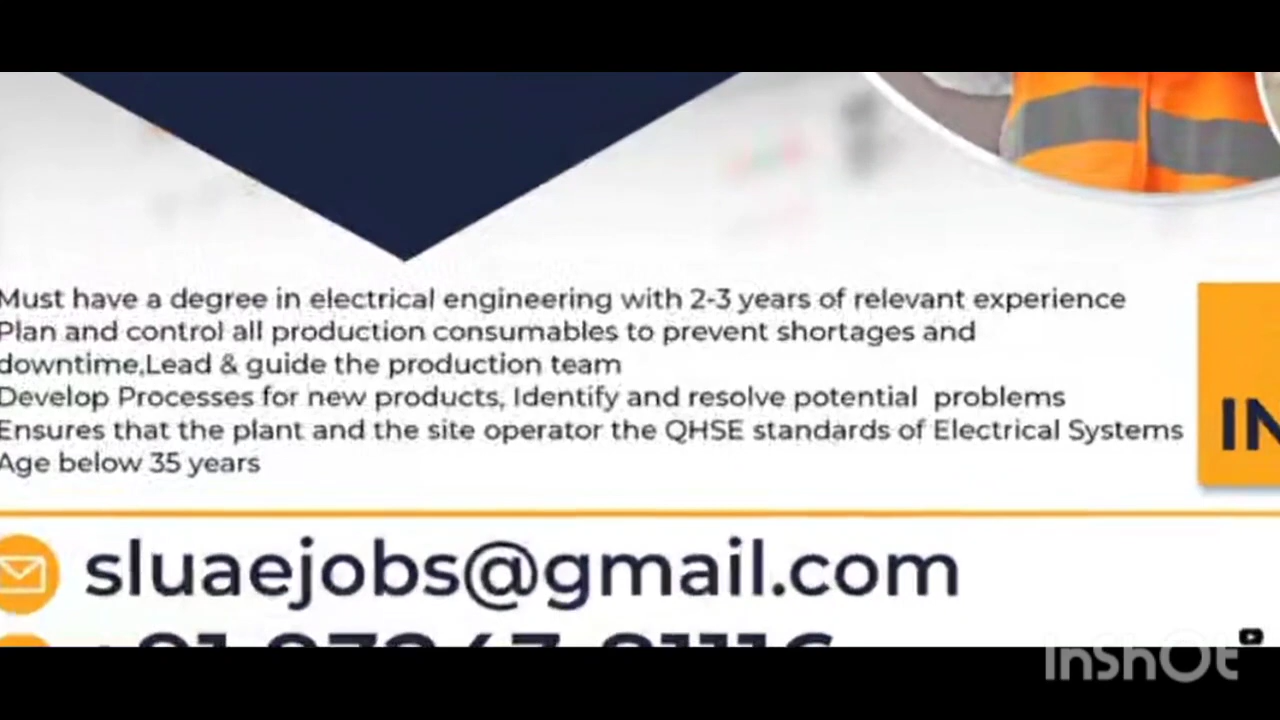 Must have a degree in electrical engineering with 2-3 years of relevant experience
Plan and control all production consumables to prevent shortages and
downtime,Lead & guide the production team
Develop Processes for new products, Identify and resolve potential  problems
Ensures that the plant and the site operator the QHSE standards of Electrical Systems
Age below 35 years
IN
sluaejobs@gmail.com
InShOt